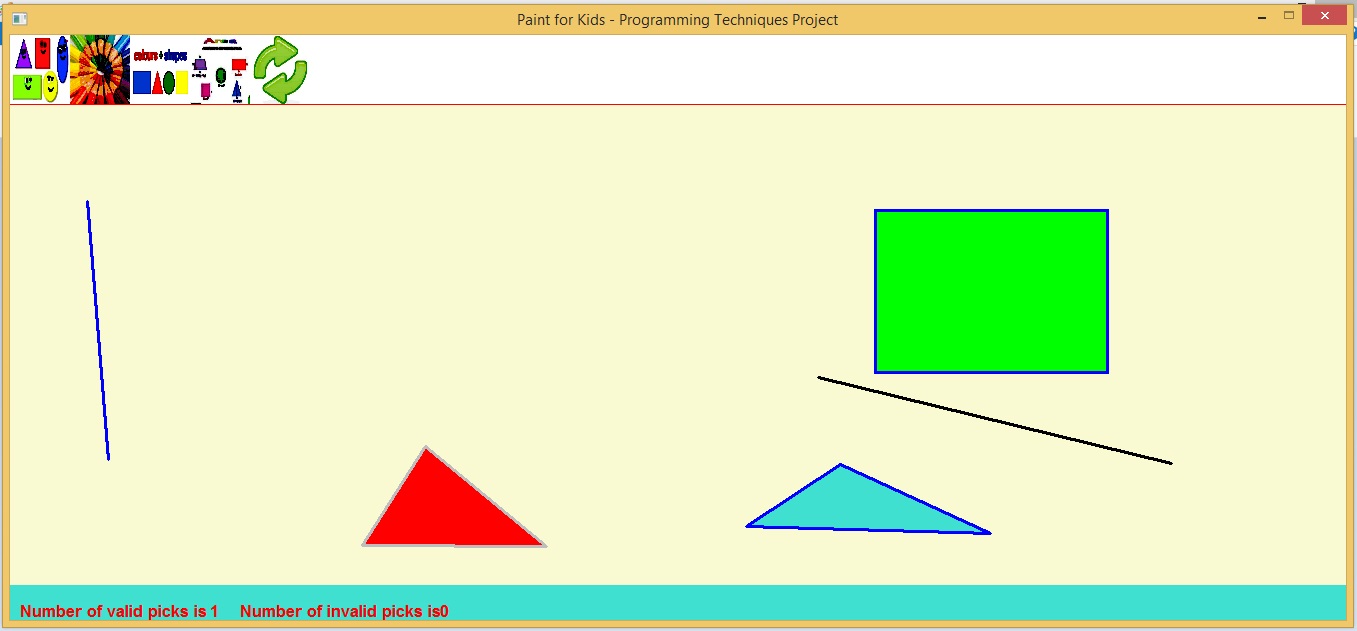 Paint for Kids - Programming Techniques Project
colours + shapes
Number of valid picks is 1 Number of invalid picks is0